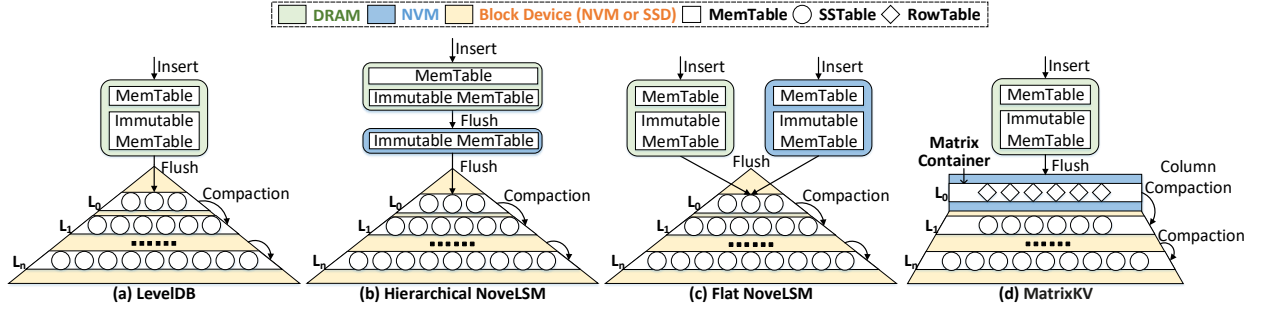 DRAM NVM Block Device (NVM or SSD) MemTable SSTable RowTable
Insert
MemTable
Immutable
MemTable
Flush
Compaction
L0
L1
Ln
(a) LevelDB
Insert
MemTable
Immutable MemTable
Flush
Immutable MemTable
Flush
Compaction
L0
L1
Ln
(b) Hierarchical NoveLSM
Insert
MemTable
Immutable
MemTable
Insert
MemTable
Immutable
MemTable
Flush
Compaction
L0
L1
Ln
(c) Flat NoveLSM
Insert
MemTable
Immutable
MemTable
Flush
Matrix
Container
Column
Compaction
L0
L1
Compaction
Ln
(d) MatrixKV